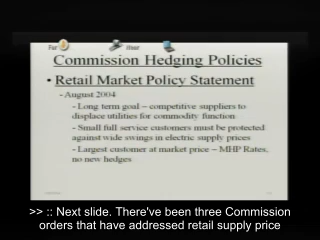 Commission Hedging Policies
• Retail Market Policy Statement
- August 2004
- Long term goal – competitive suppliers to
displace utilities for commodity function
- Small full service customers must be protected
against wide swings in electric supply prices
- Largest customer at market price – MHP Rates,
no new hedges
>> :: Next slide. There've been three Commission
orders that have addressed retail supply price